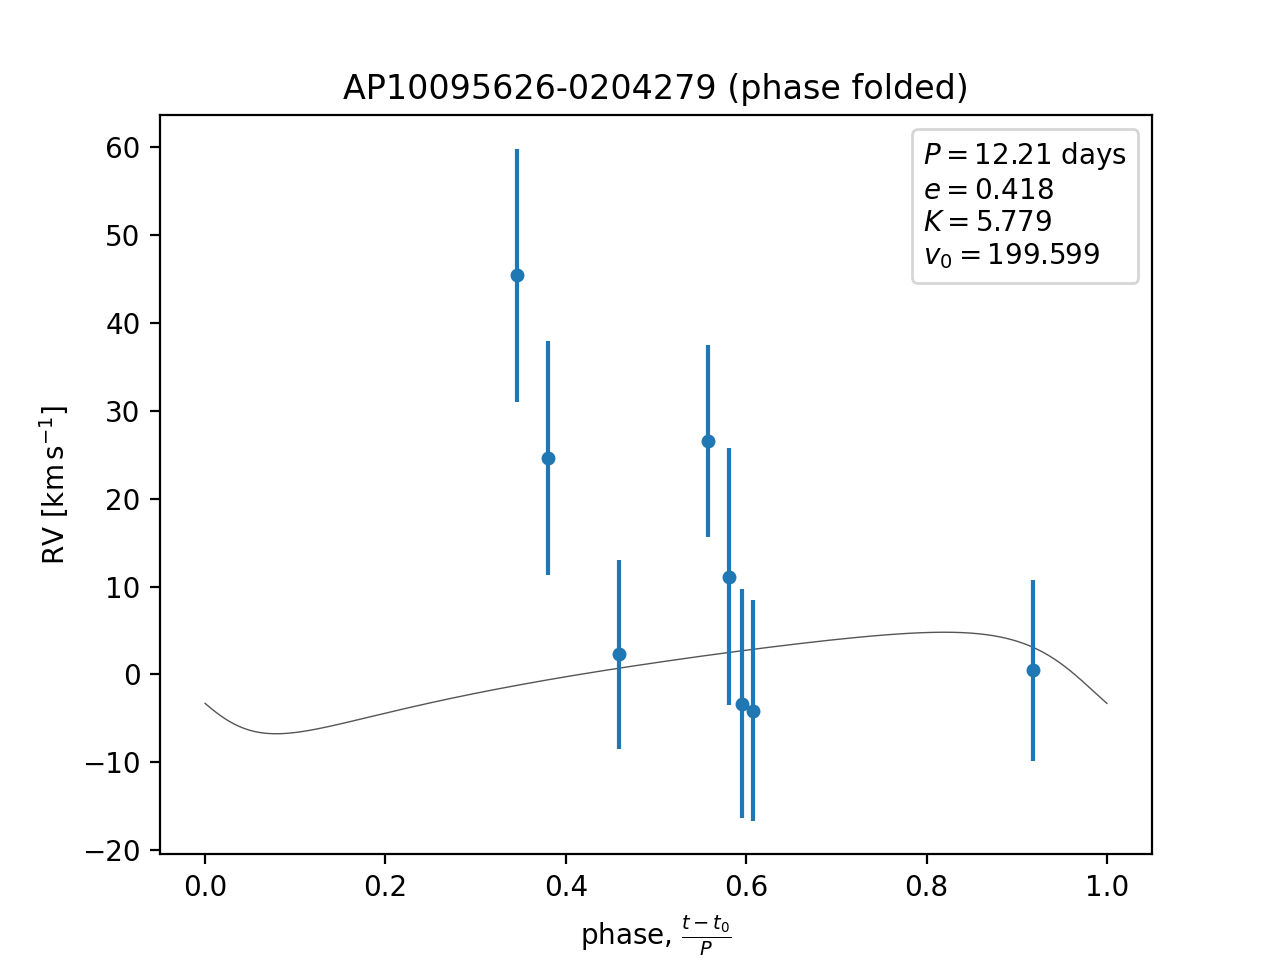 AP10095626-0204279 (phase folded)
P = 12.21 days
e = 0.418
K = 5.779
v₀ = 199.599
60
50
40
30
20
10
0
−10
−20
RV [km s⁻¹]
0.0 0.2 0.4 0.6 0.8 1.0
phase, (t − t₀)/P